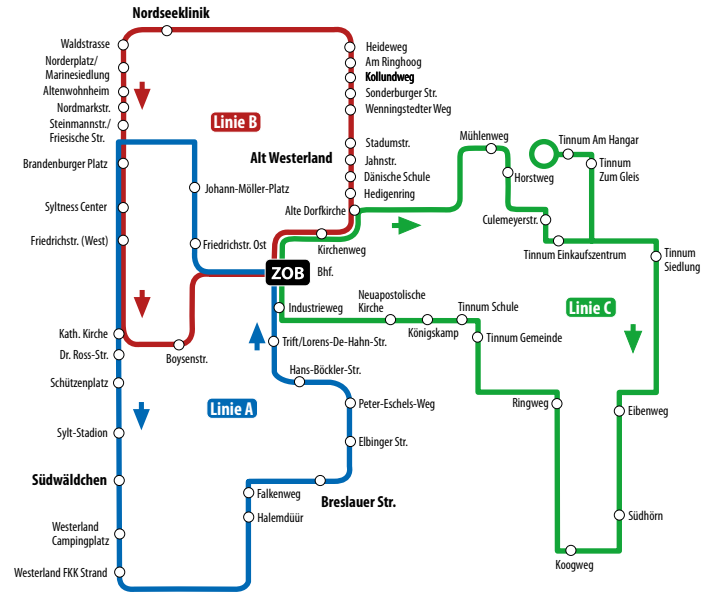 Nordseeklinik
Waldstrasse
Norderplatz/
Marinesiedlung
Altenwohnheim
Nordmarkstr.
Steinmannstr./
Friesische Str.
Brandenburger Platz
Syltness Center
Friedrichstr. (West)
Kath. Kirche
Dr. Ross-Str.
Schützenplatz
Sylt-Stadion
Südwäldchen
Westerland
Campingplatz
Westerland FKK Strand
Linie B
Alt Westerland
Johann-Möller-Platz
Friedrichstr. Ost
Boysenstr.
Linie A
Heideweg
Am Ringhoog
Kollundweg
Sonderburger Str.
Wenningstedter Weg
Stadumstr.
Jahnstr.
Dänische Schule
Hedigenring
Alte Dorfkirche
Kirchenweg
ZOB
Bhf.
Industrieweg
Trift/Lorens-De-Hahn-Str.
Hans-Böckler-Str.
Peter-Eschels-Weg
Elbinger Str.
Breslauer Str.
Falkenweg
Halemdüür
Mühlenweg
Horstweg
Culemeyerstr.
Tinnum Am Hangar
Tinnum
Zum Gleis
Tinnum Einkaufszentrum
Tinnum
Siedlung
Linie C
Neuapostolische
Kirche
Königskamp
Tinnum Schule
Tinnum Gemeinde
Ringweg
Eibenweg
Südhörn
Koogweg